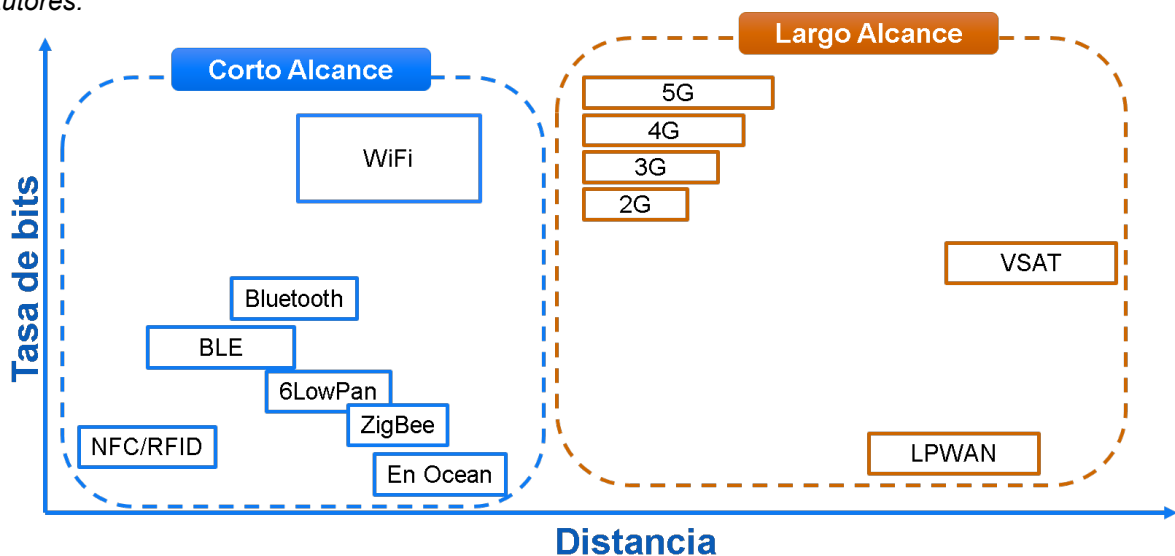 utores.
Largo Alcance
Corto Alcance
5G
4G
WiFi
3G
2G
Tasa de bits
VSAT
Bluetooth
BLE
6LowPan
ZigBee
NFC/RFID
LPWAN
En Ocean
Distancia